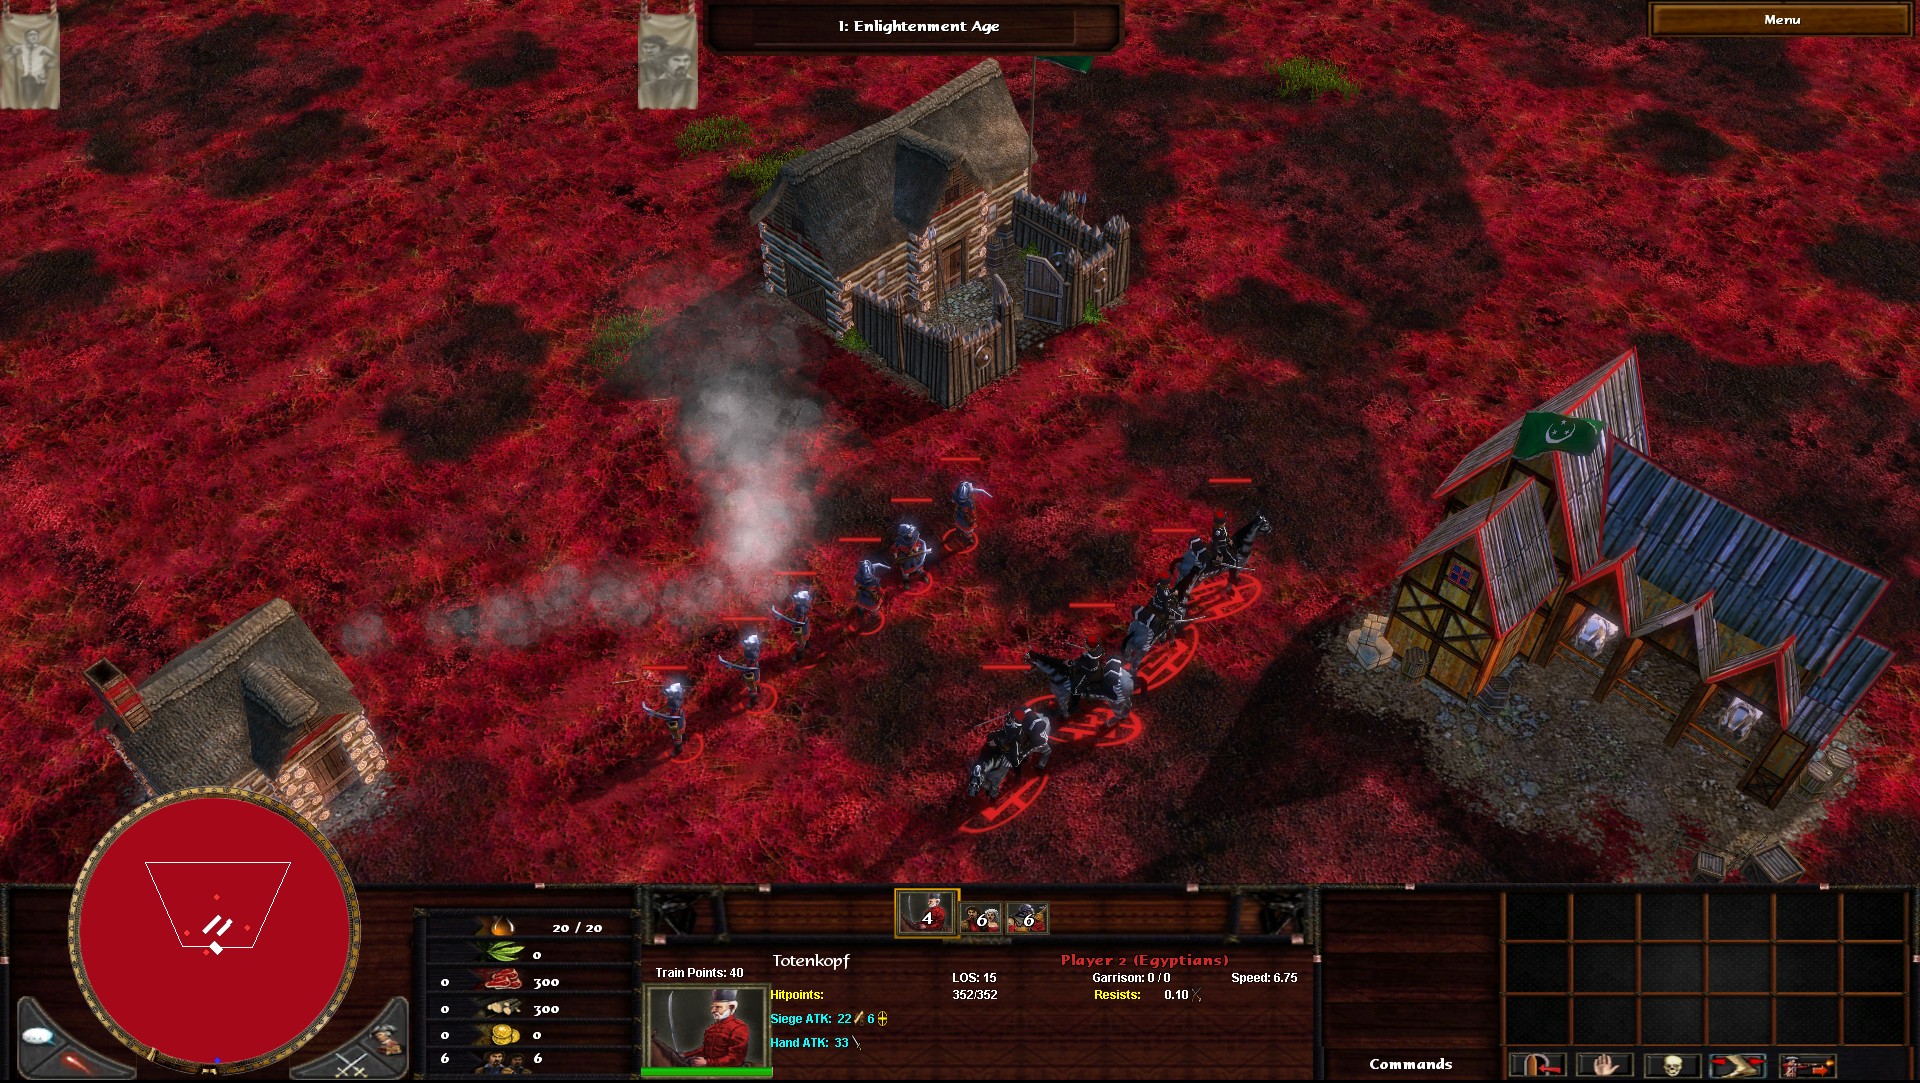 1: Enlightenment Age
Menu
4 6 6
20 / 20
0
0 300
0 300
0 0
6 6
Train Points: 40
Totenkopf
Player 2 (Egyptians)
LOS: 15 Garrison: 0 / 0 Speed: 6.75
Hitpoints: 352/352 Resists: 0.10
Siege ATK: 22 6
Hand ATK: 33
Commands